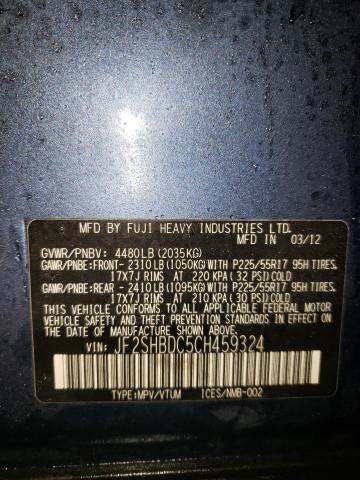 MFD BY FUJI HEAVY INDUSTRIES LTD.
MFD IN 03/12
GVWR/PNBV: 4480LB (2035KG)
GAWR/PNBE:FRONT-2310LB(1050KG)WITH P225/55R17 95H TIRES.
17X7J RIMS AT 220 KPA(32 PSI)COLD
GAWR/PNBE:REAR -2410LB(1095KG)WITH P225/55R17 95H TIRES.
17X7J RIMS AT 210 KPA(30 PSI)COLD
THIS VEHICLE CONFORMS TO ALL APPLICABLE
FEDERAL MOTOR VEHICLE SAFETY STANDARDS
IN EFFECT ON THE DATE OF MANUFACTURE
SHOWN ABOVE.
VIN: JF2SHBDC5CH459324
TYPE:MPV/VTUM ICES/NMB-002